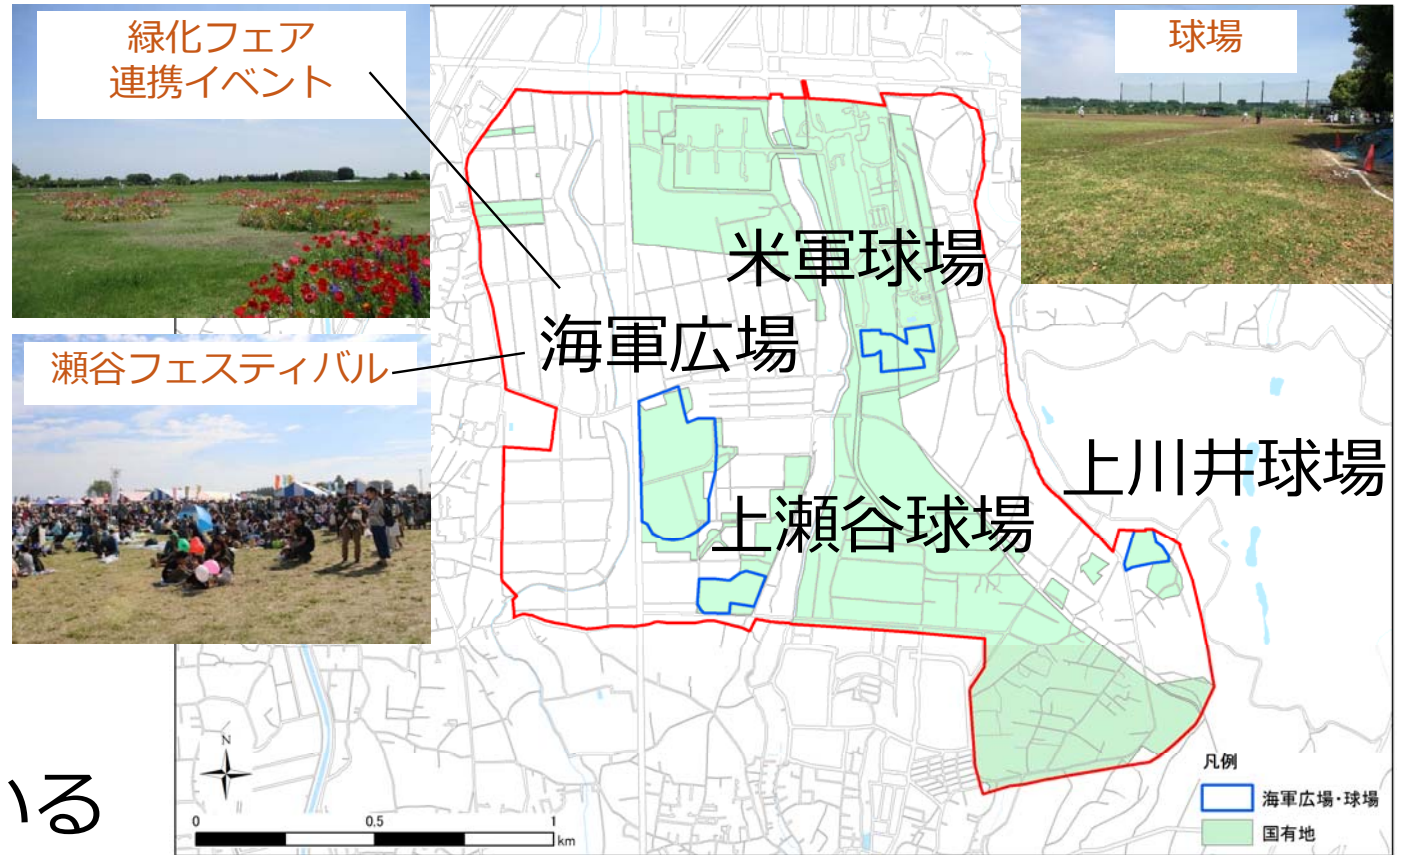 緑化フェア
連携イベント
球場
米軍球場
海軍広場
瀬谷フェスティバル
上川井球場
上瀬谷球場
N
凡例
海軍広場・球場
国有地
0
0.5
1
km
いる